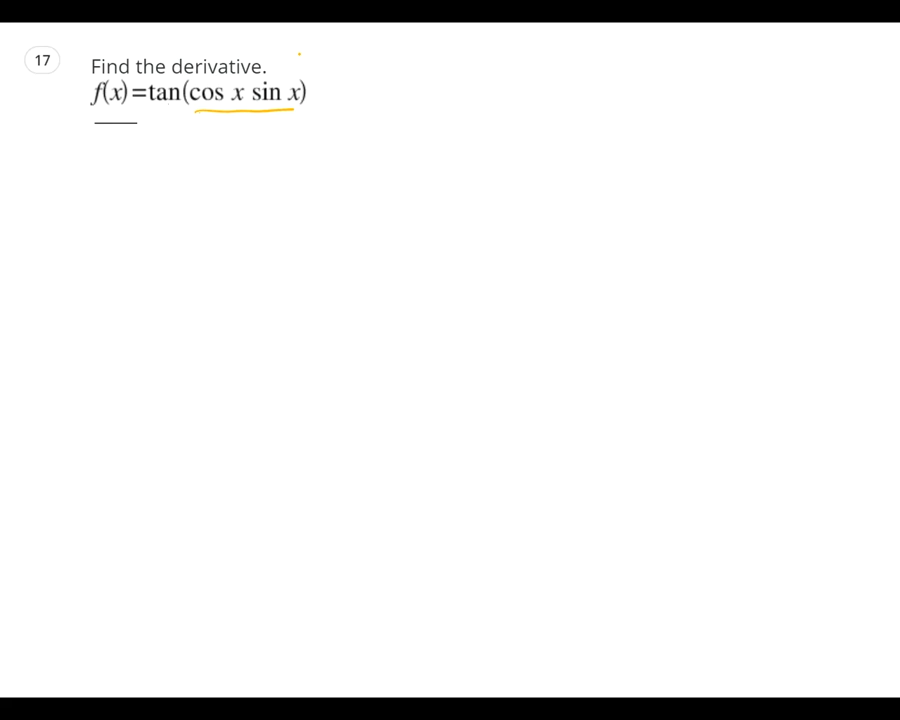 17
Find the derivative.
f(x)=tan(cos x sin x)